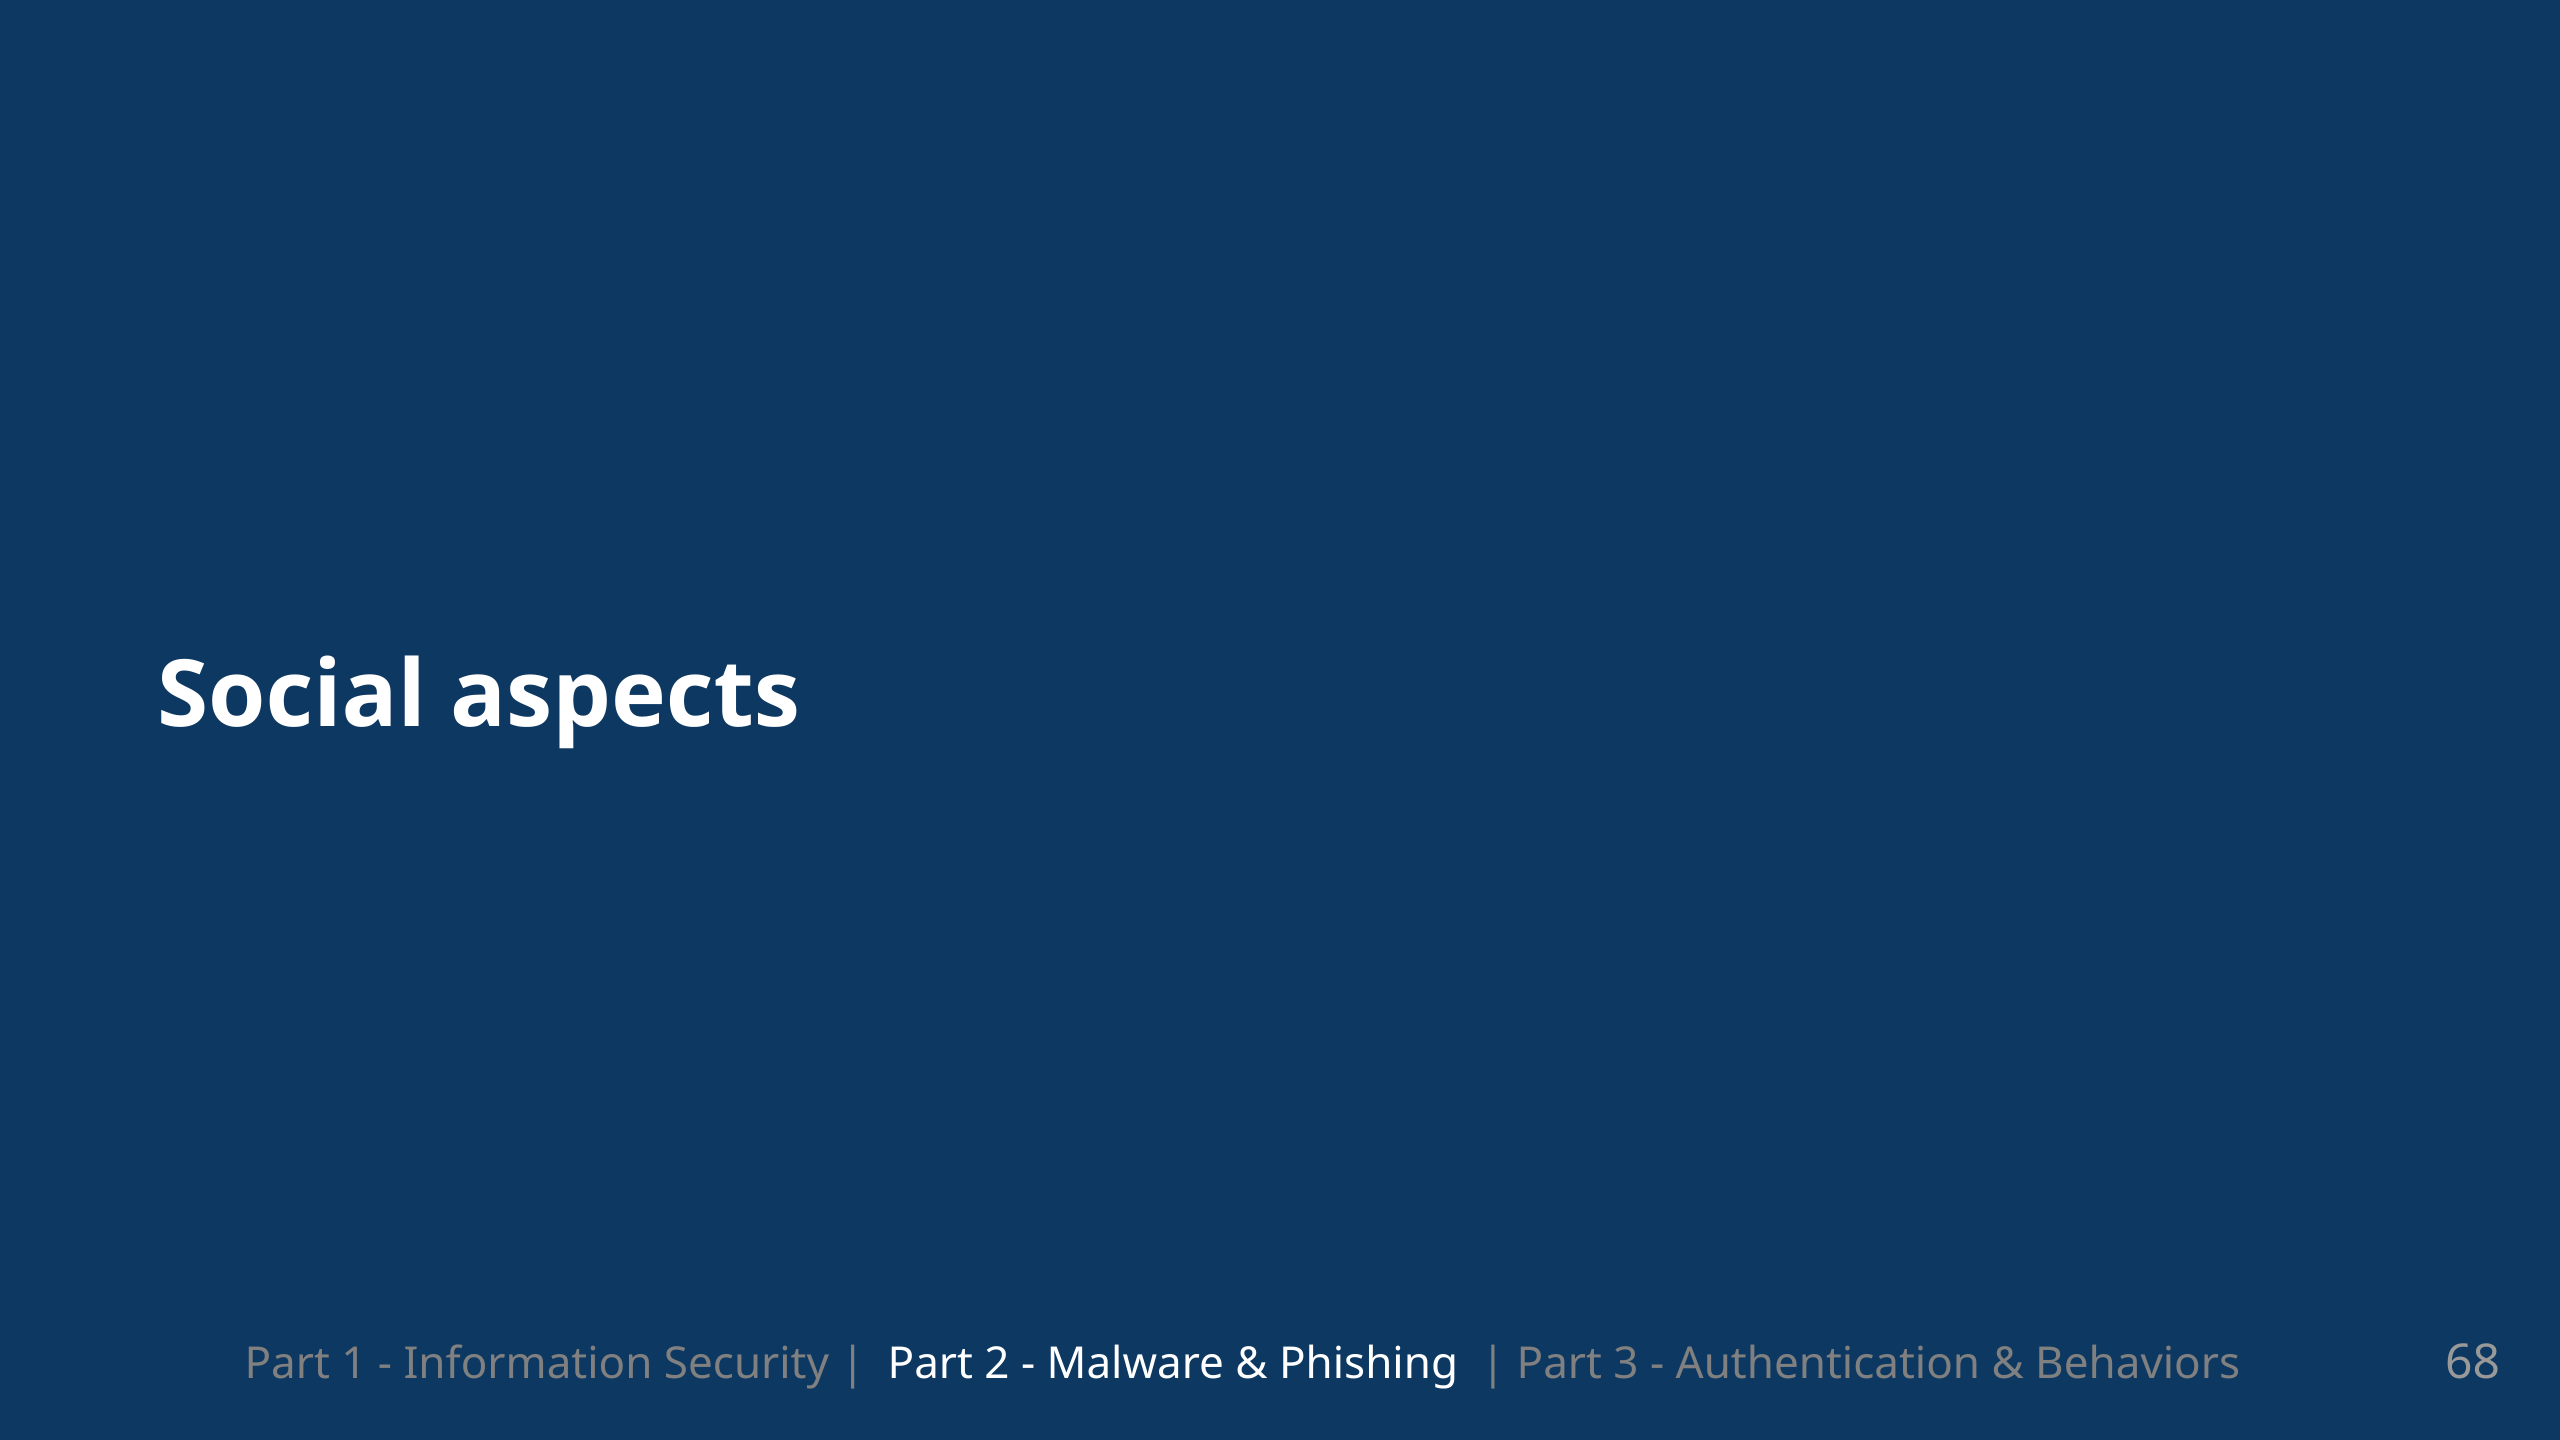 Social aspects
Part 1 - Information Security | Part 2 - Malware & Phishing | Part 3 - Authentication & Behaviors 68